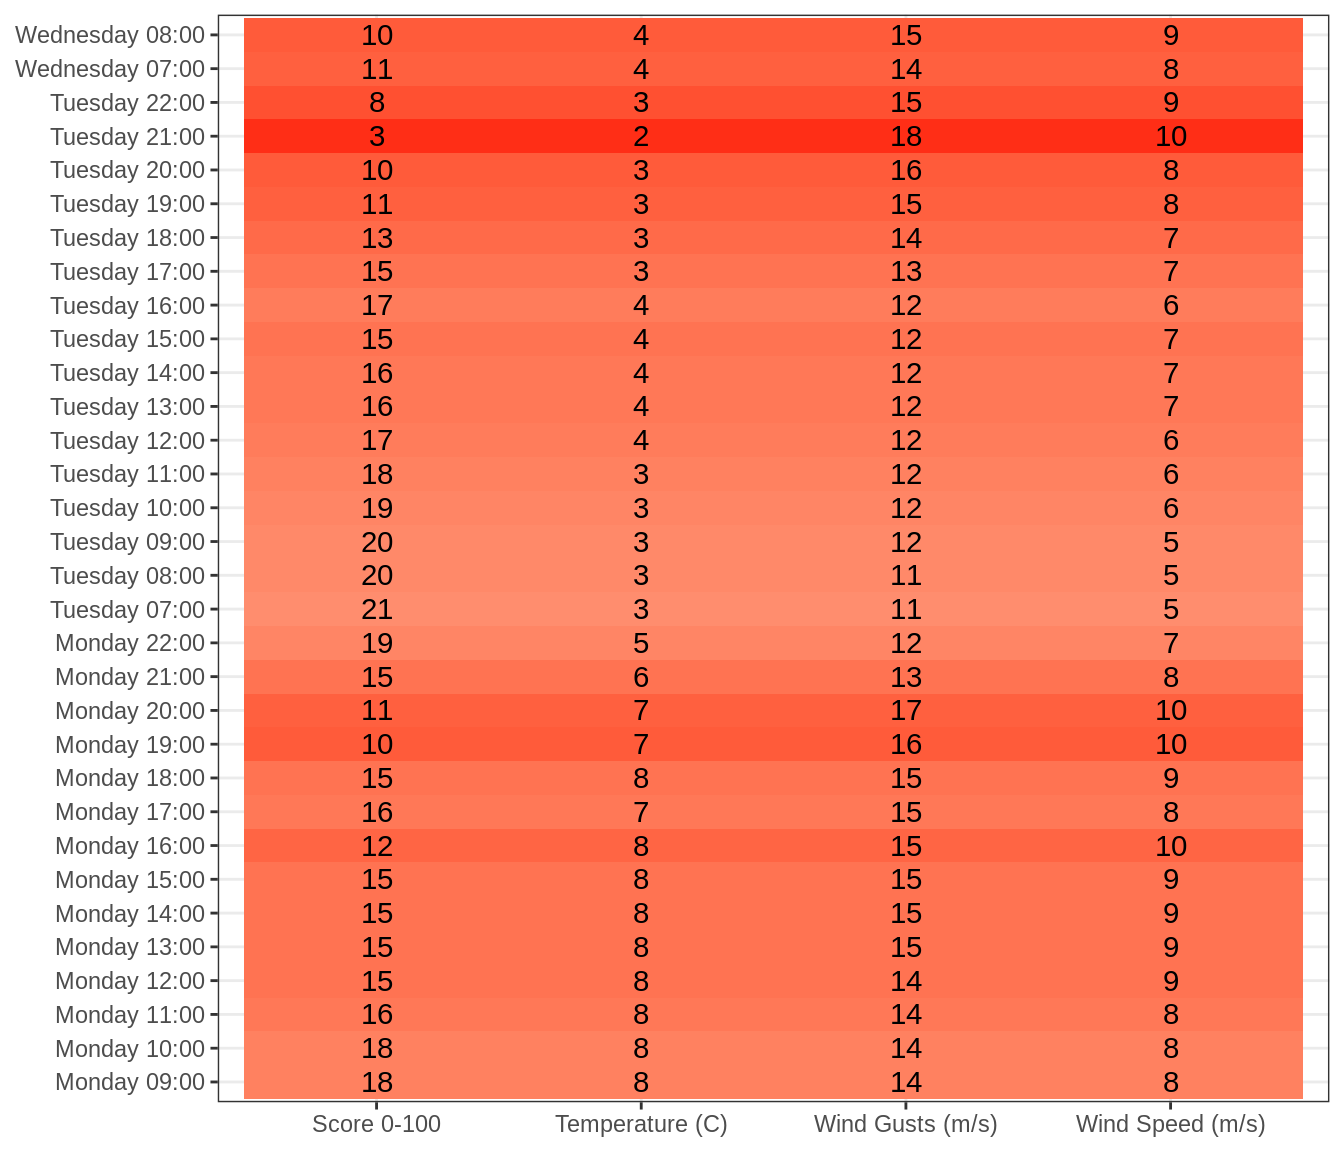 Wednesday 08:00 10 4 15 9
Wednesday 07:00 11 4 14 8
Tuesday 22:00 8 3 15 9
Tuesday 21:00 3 2 18 10
Tuesday 20:00 10 3 16 8
Tuesday 19:00 11 3 15 8
Tuesday 18:00 13 3 14 7
Tuesday 17:00 15 3 13 7
Tuesday 16:00 17 4 12 6
Tuesday 15:00 15 4 12 7
Tuesday 14:00 16 4 12 7
Tuesday 13:00 16 4 12 7
Tuesday 12:00 17 4 12 6
Tuesday 11:00 18 3 12 6
Tuesday 10:00 19 3 12 6
Tuesday 09:00 20 3 12 5
Tuesday 08:00 20 3 11 5
Tuesday 07:00 21 3 11 5
Monday 22:00 19 5 12 7
Monday 21:00 15 6 13 8
Monday 20:00 11 7 17 10
Monday 19:00 10 7 16 10
Monday 18:00 15 8 15 9
Monday 17:00 16 7 15 8
Monday 16:00 12 8 15 10
Monday 15:00 15 8 15 9
Monday 14:00 15 8 15 9
Monday 13:00 15 8 15 9
Monday 12:00 15 8 14 9
Monday 11:00 16 8 14 8
Monday 10:00 18 8 14 8
Monday 09:00 18 8 14 8
Score 0-100 Temperature (C) Wind Gusts (m/s) Wind Speed (m/s)